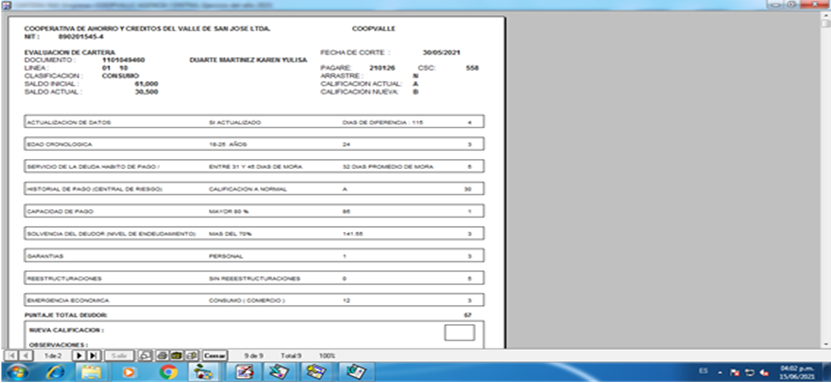 COOPERATIVA DE AHORRO Y CREDITOS DEL VALLE DE SAN JOSE LTDA. COOPVALLE
NIT : 890201545-4
EVALUACION DE CARTERA FECHA DE CORTE : 30/05/2021
DOCUMENTO : 1101049460 DUARTE MARTINEZ KAREN YULISA
LINEA : 01 10 PAGARE: 210126 CSC: 558
CLASIFICACION : CONSUMO ARRASTRE : N
SALDO INICIAL : 61,000 CALIFICACION ACTUAL: A
SALDO ACTUAL : 30,500 CALIFICACION NUEVA: B
ACTUALIZACION DE DATOS SI ACTUALIZADO DIAS DE DIFERENCIA : 115 4
EDAD CRONOLOGICA 18-25 AÑOS 24 3
SERVICIO DE LA DEUDA HABITO DE PAGO / ENTRE 31 Y 45 DIAS DE MORA 32 DIAS PROMEDIO DE MORA 5
HISTORIAL DE PAGO (CENTRAL DE RIESGO) CALIFICACION A NORMAL A 30
CAPACIDAD DE PAGO MAYOR 80 % 85 1
SOLVENCIA DEL DEUDOR (NIVEL DE ENDEUDAMIENTO) MAS DEL 70% 141.55 3
GARANTIAS PERSONAL 1 3
REESTRUCTURACIONES SIN REEESTRUCTURACIONES 0 5
EMERGENCIA ECONOMICA CONSUMO ( COMERCIO ) 12 3
PUNTAJE TOTAL DEUDOR: 57
NUEVA CALIFICACION :
OBSERVACIONES :
1 de 2 Salir Cerrar 9 de 9 Total:9 100%
ES 04:02 p.m.
15/06/2021